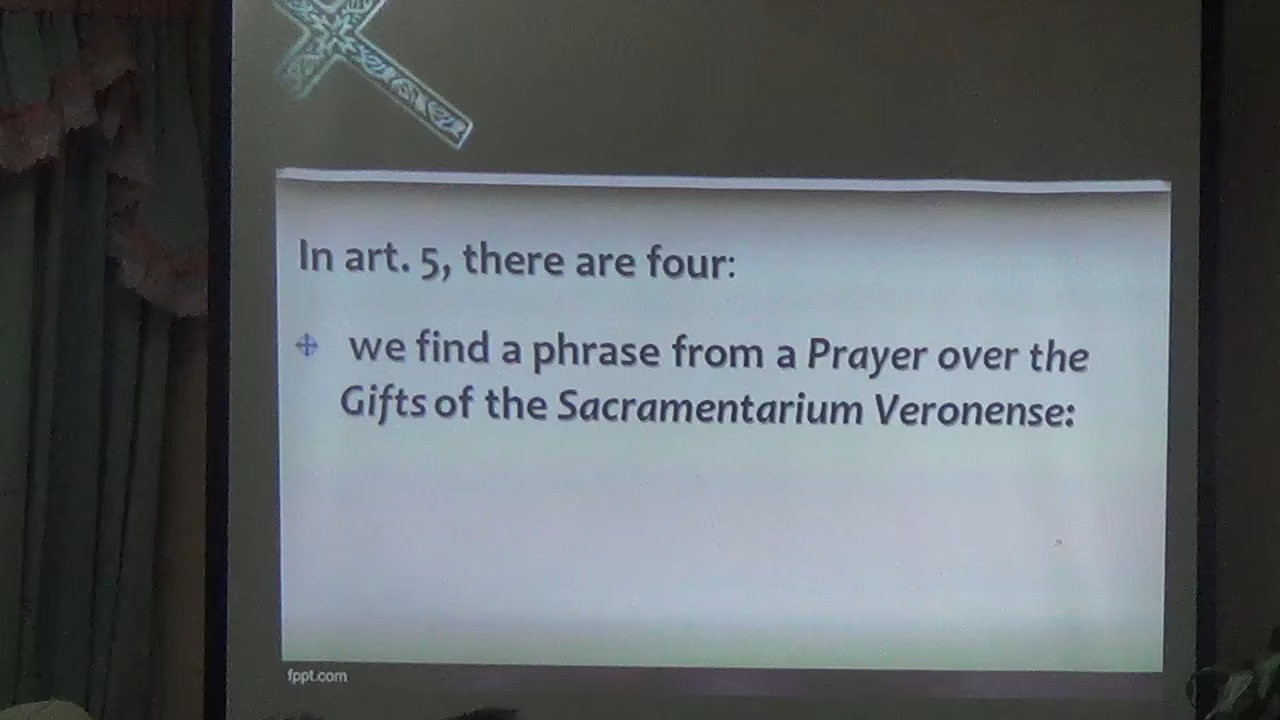 In art. 5, there are four:
we find a phrase from a Prayer over the
Gifts of the Sacramentarium Veronense:
fppt.com